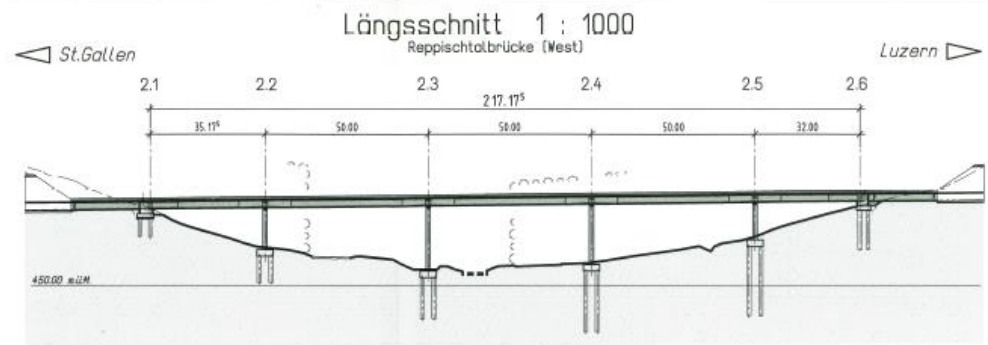 Längsschnitt 1 : 1000
Reppischtalbrücke (West)
St.Gallen
Luzern
2.1 2.2 2.3 2.4 2.5 2.6
217.17⁵
35.17⁵ 50.00 50.00 50.00 32.00
450.00 m.ü.M.